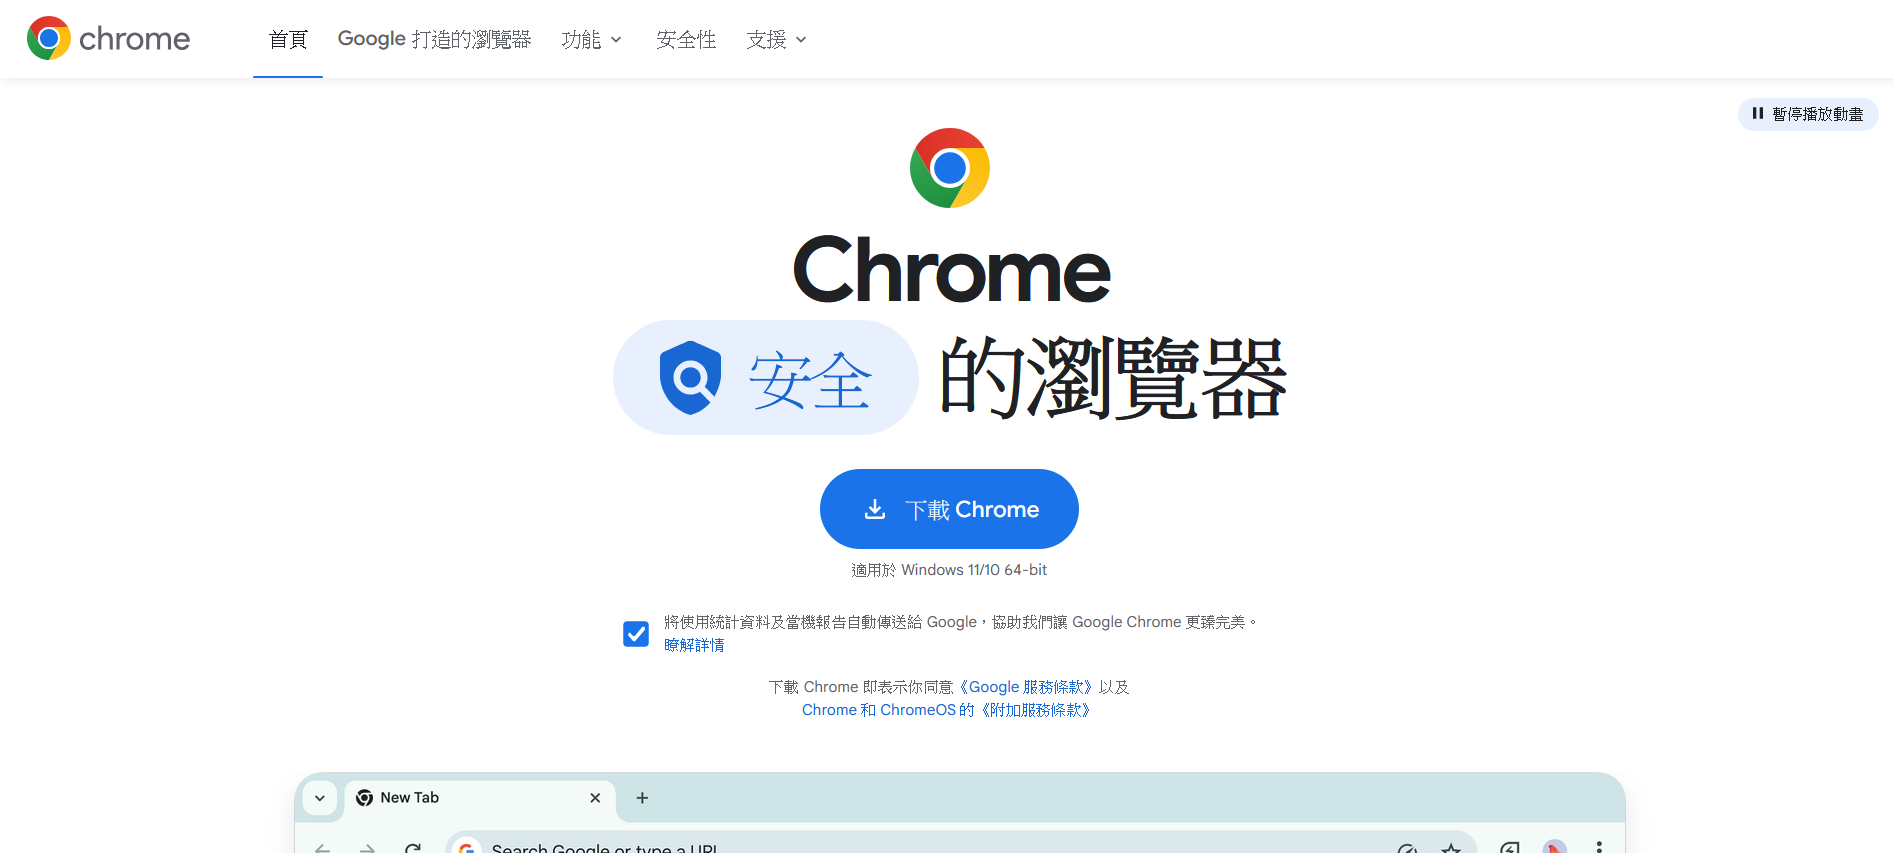 chrome
首頁
Google 打造的瀏覽器
功能
安全性
支援
暫停播放動畫
Chrome
安全 的瀏覽器
下載 Chrome
適用於 Windows 11/10 64-bit
將使用統計資料及當機報告自動傳送給 Google，協助我們讓 Google Chrome 更臻完美。
瞭解詳情
下載 Chrome 即表示你同意《Google 服務條款》以及
Chrome 和 ChromeOS 的《附加服務條款》
New Tab
Search Google or type a URL